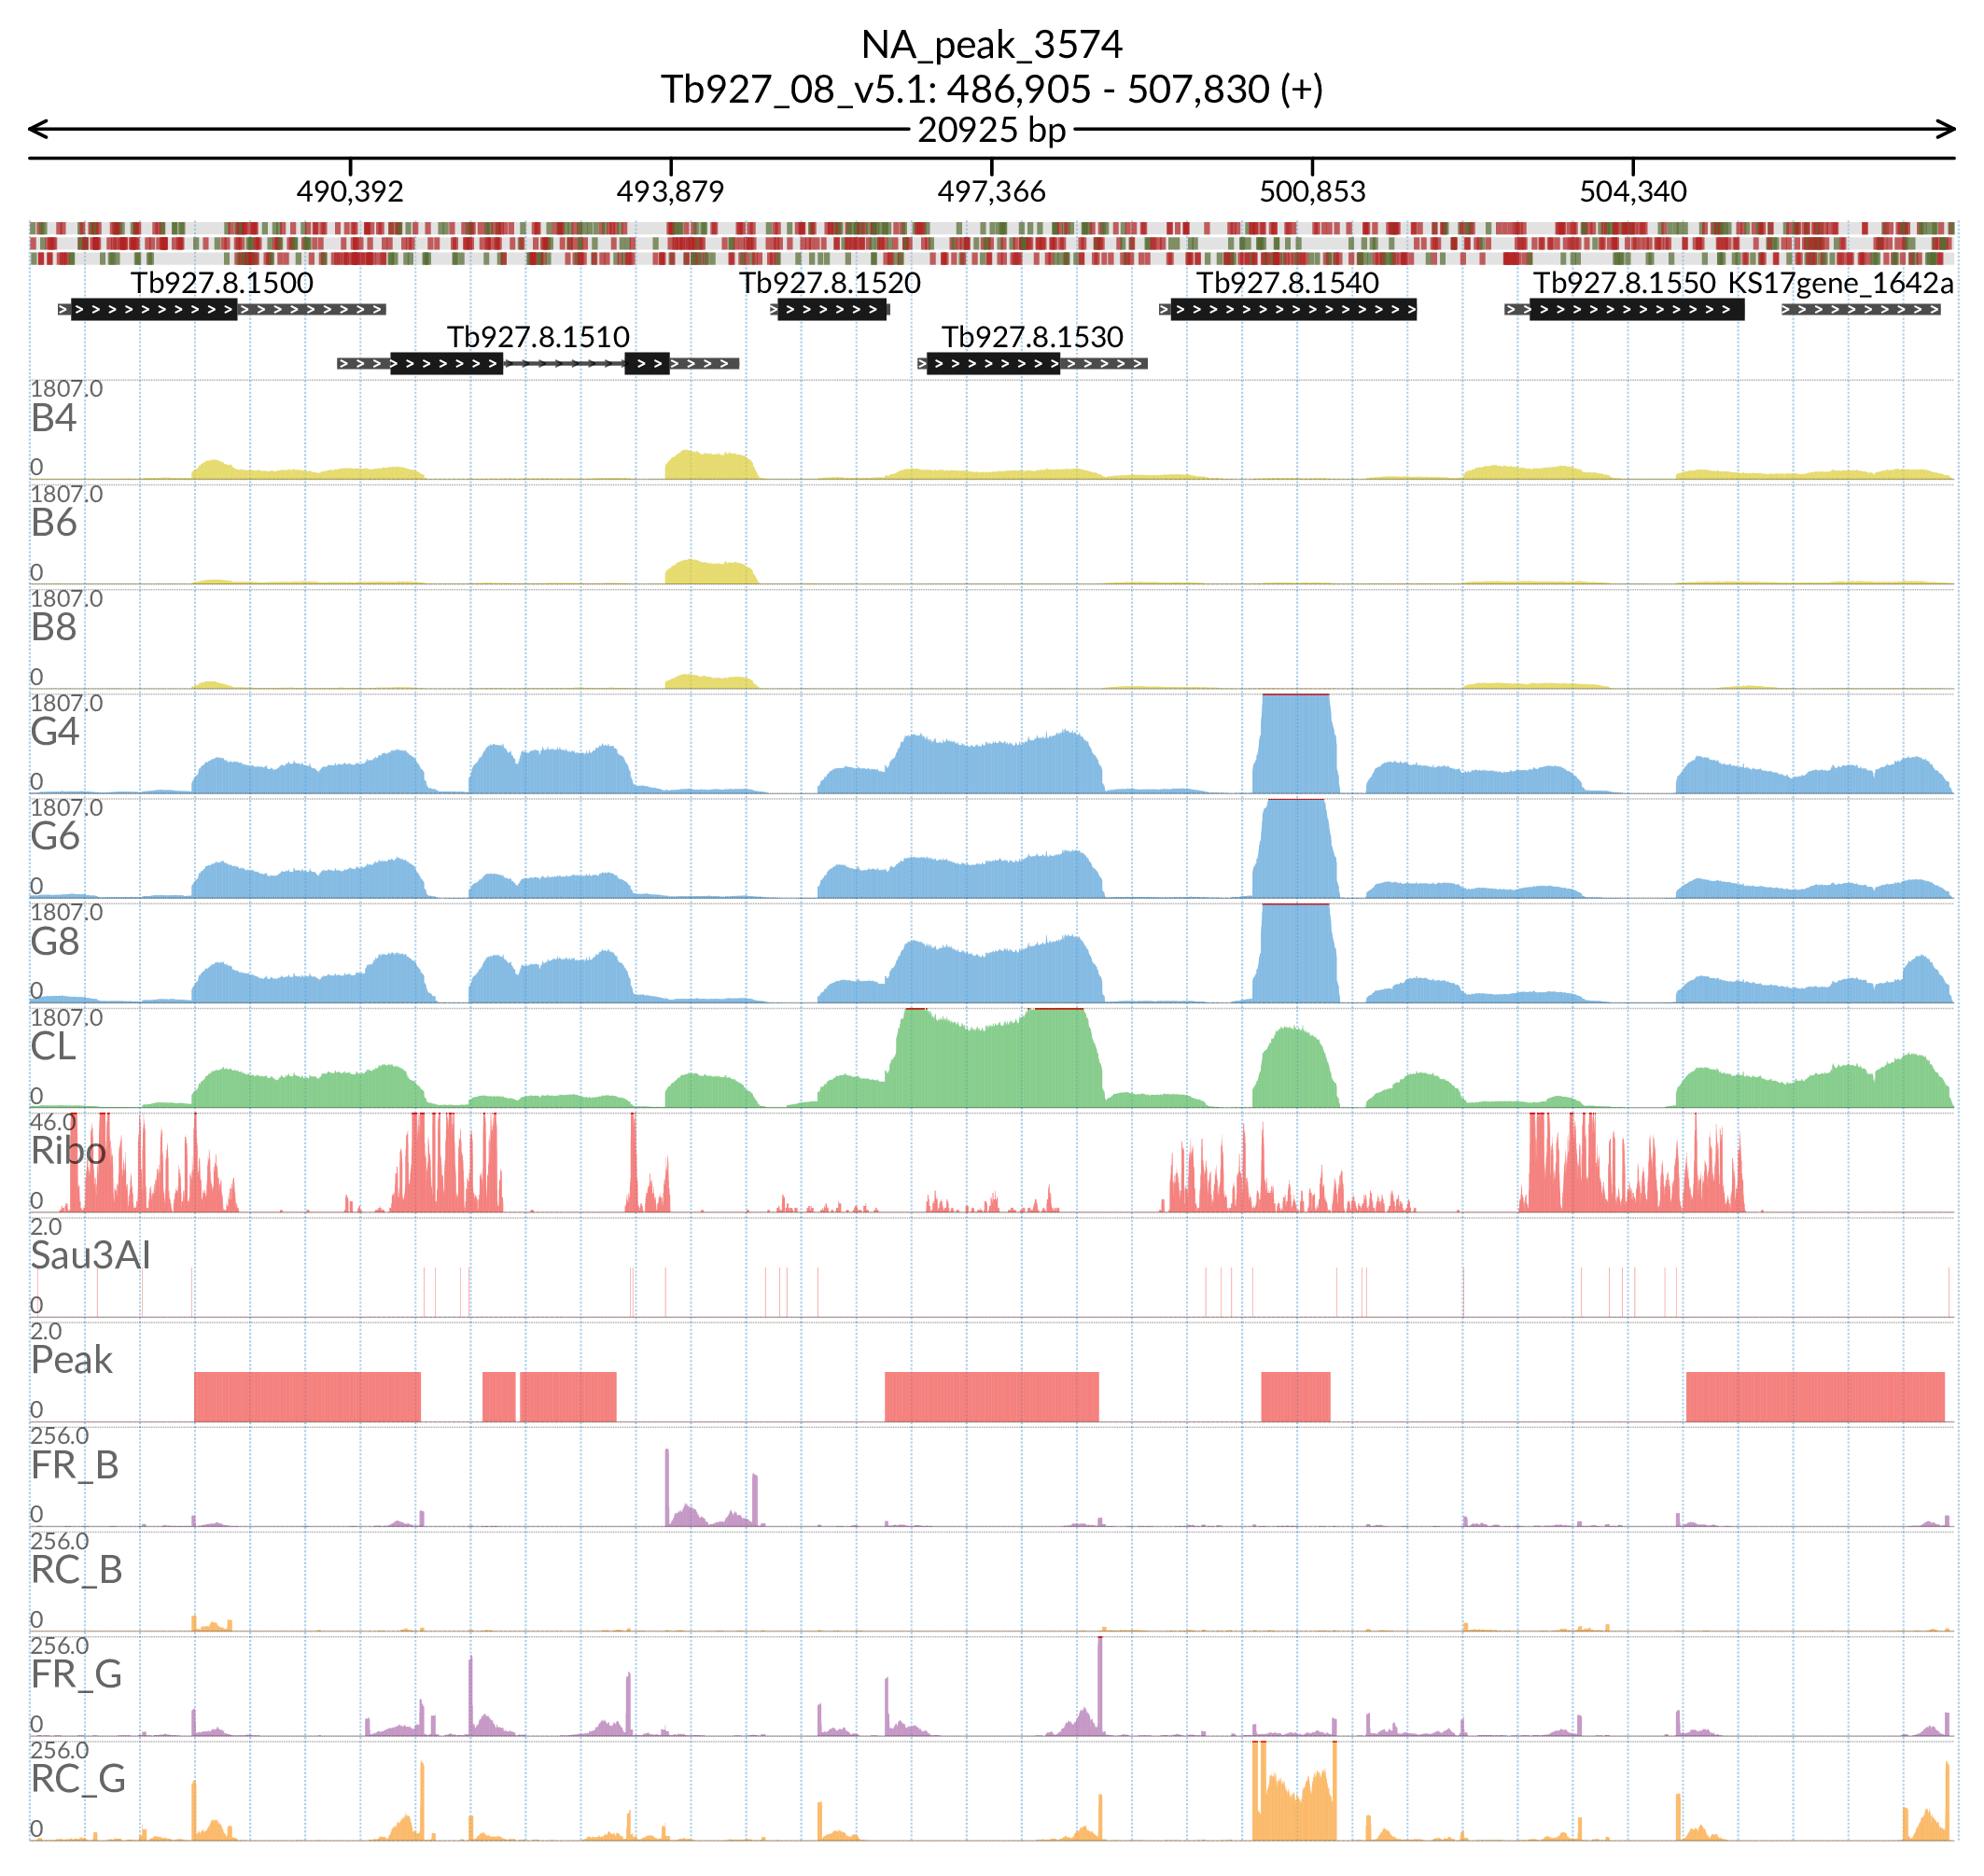 NA_peak_3574
Tb927_08_v5.1: 486,905 - 507,830 (+)
20925 bp
490,392 493,879 497,366 500,853 504,340
Tb927.8.1500 Tb927.8.1520 Tb927.8.1540 Tb927.8.1550 KS17gene_1642a
Tb927.8.1510 Tb927.8.1530
1807.0
B4
0
1807.0
B6
0
1807.0
B8
0
1807.0
G4
0
1807.0
G6
0
1807.0
G8
0
1807.0
CL
0
46.0
Ribo
0
2.0
Sau3AI
0
2.0
Peak
0
256.0
FR_B
0
256.0
RC_B
0
256.0
FR_G
0
256.0
RC_G
0